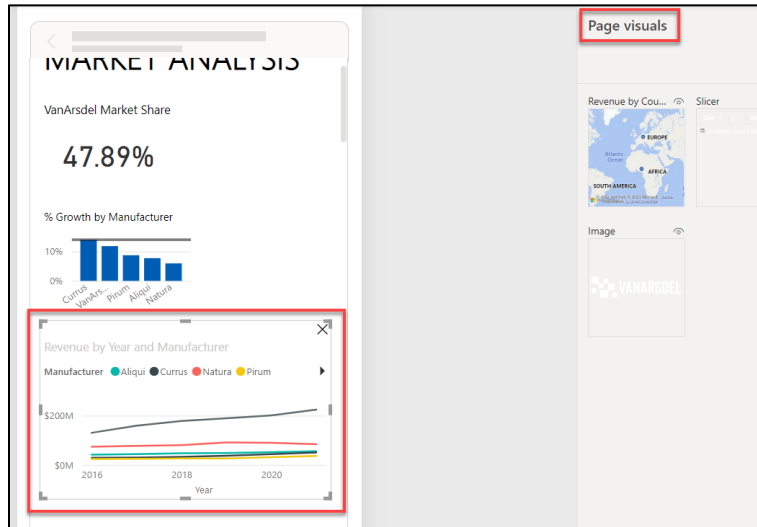 MARKET ANALYSIS
VanArsdel Market Share
47.89%
% Growth by Manufacturer
10%
0%
Currus
VanArs...
Pirum
Aliqui
Natura
Revenue by Year and Manufacturer
Manufacturer Aliqui Currus Natura Pirum
$200M
$0M
2016 2018 2020
Year
Page visuals
Revenue by Cou... Slicer
EUROPE
Atlantic
Ocean
AFRICA
SOUTH AMERICA
Image
VANARSDEL